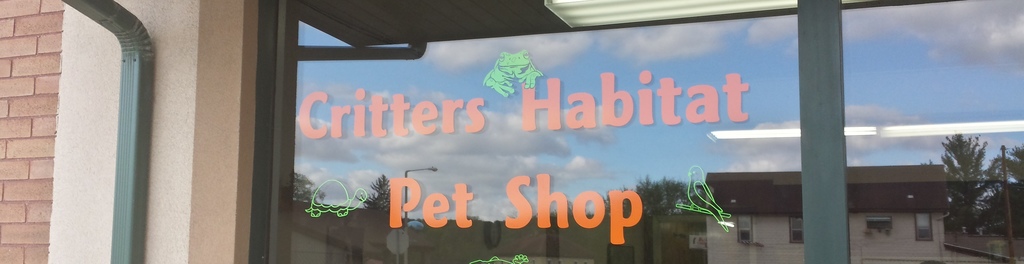 Critters Habitat
Pet Shop